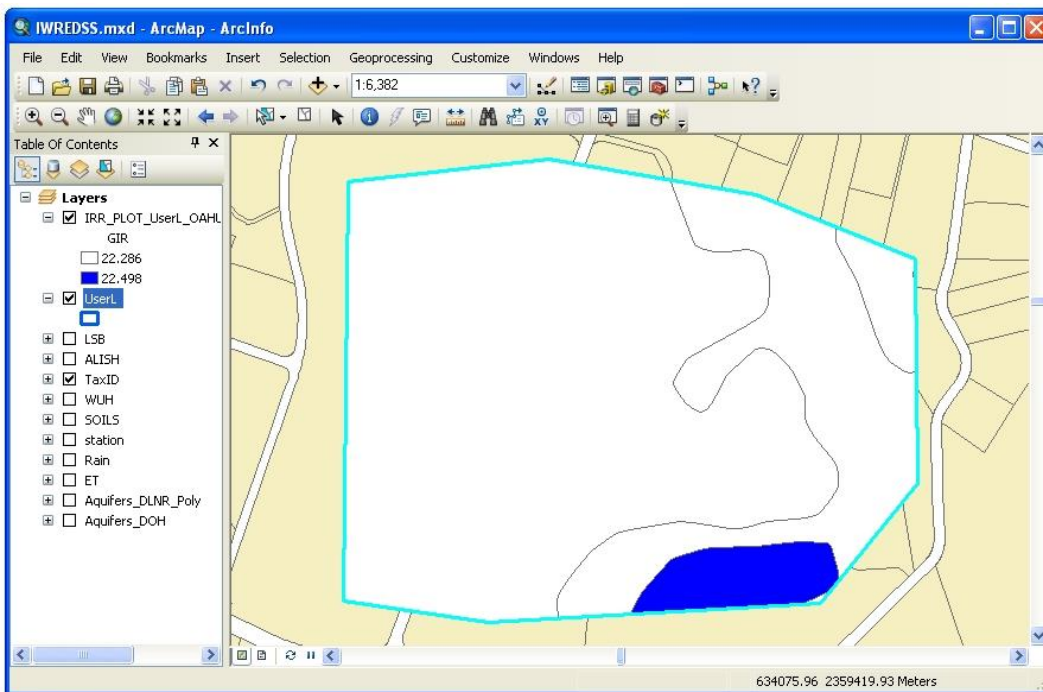 IWREDSS.mxd - ArcMap - ArcInfo
File Edit View Bookmarks Insert Selection Geoprocessing Customize Windows Help
1:6,382
Table Of Contents
Layers
IRR_PLOT_UserL_OAHU
GIR
22.286
22.498
UserL
LSB
ALISH
TaxID
WUH
SOILS
station
Rain
ET
Aquifers_DLNR_Poly
Aquifers_DOH
634075.96 2359419.93 Meters